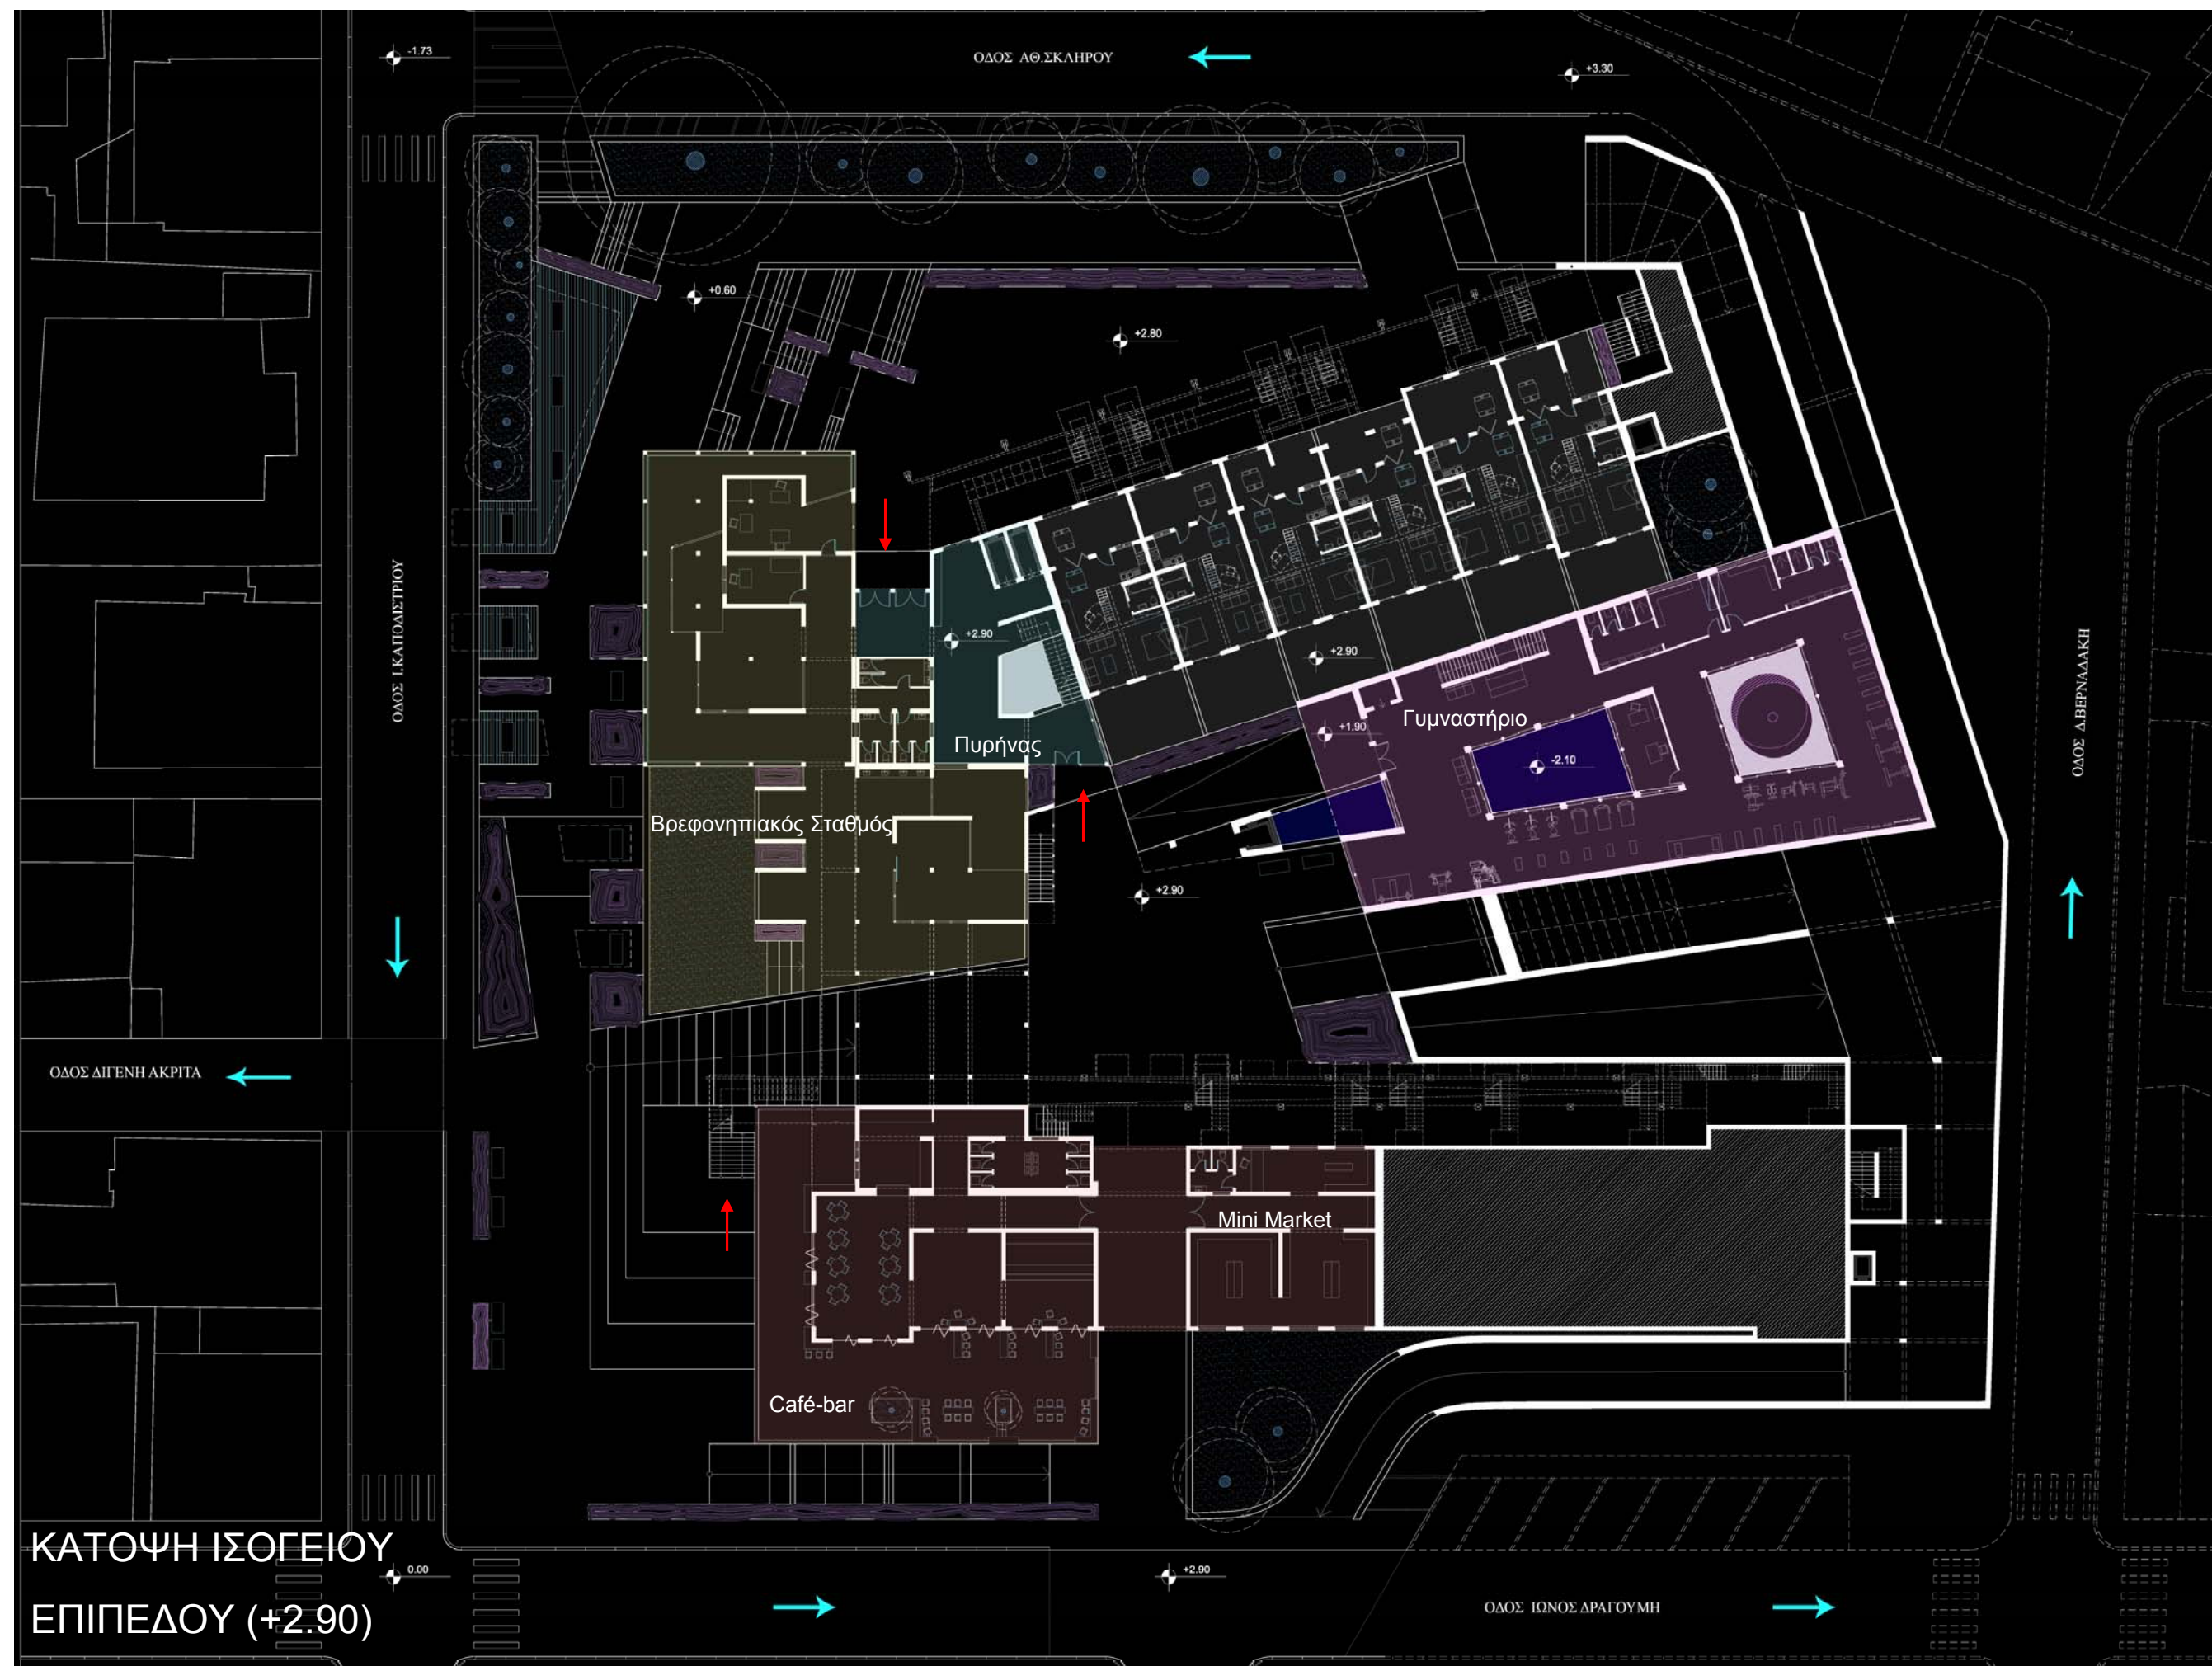 -1.73
ΟΔΟΣ ΑΘ.ΣΚΛΗΡΟΥ
+3.30
+0.60
+2.80
ΟΔΟΣ Ι.ΚΑΠΟΔΙΣΤΡΙΟΥ
+2.90
+2.90
ΟΔΟΣ Δ.ΒΕΡΝΑΔΑΚΗ
+1.90
Γυμναστήριο
Πυρήνας
-2.10
Βρεφονηπιακός Σταθμός
+2.90
ΟΔΟΣ ΔΙΓΕΝΗ ΑΚΡΙΤΑ
Mini Market
Café-bar
ΚΑΤΟΨΗ ΙΣΟΓΕΙΟΥ
ΕΠΙΠΕΔΟΥ (+2.90)
0.00
+2.90
ΟΔΟΣ ΙΩΝΟΣ ΔΡΑΓΟΥΜΗ